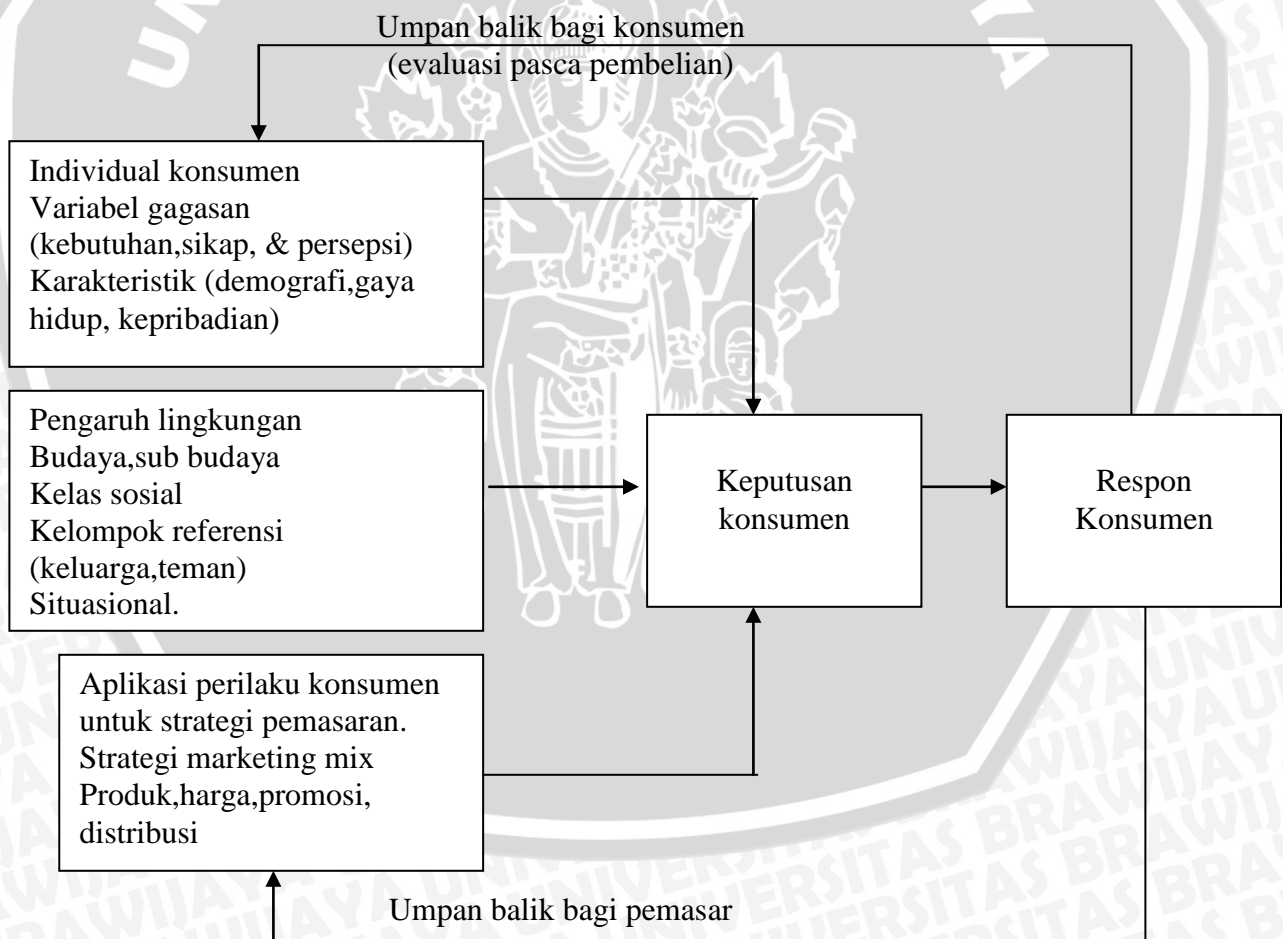 Umpan balik bagi konsumen
(evaluasi pasca pembelian)
Individual konsumen
Variabel gagasan
(kebutuhan,sikap, & persepsi)
Karakteristik (demografi,gaya
hidup, kepribadian)
Pengaruh lingkungan
Budaya,sub budaya
Kelas sosial
Kelompok referensi
(keluarga,teman)
Situasional.
Keputusan
konsumen
Respon
Konsumen
Aplikasi perilaku konsumen
untuk strategi pemasaran.
Strategi marketing mix
Produk,harga,promosi,
distribusi
Umpan balik bagi pemasar